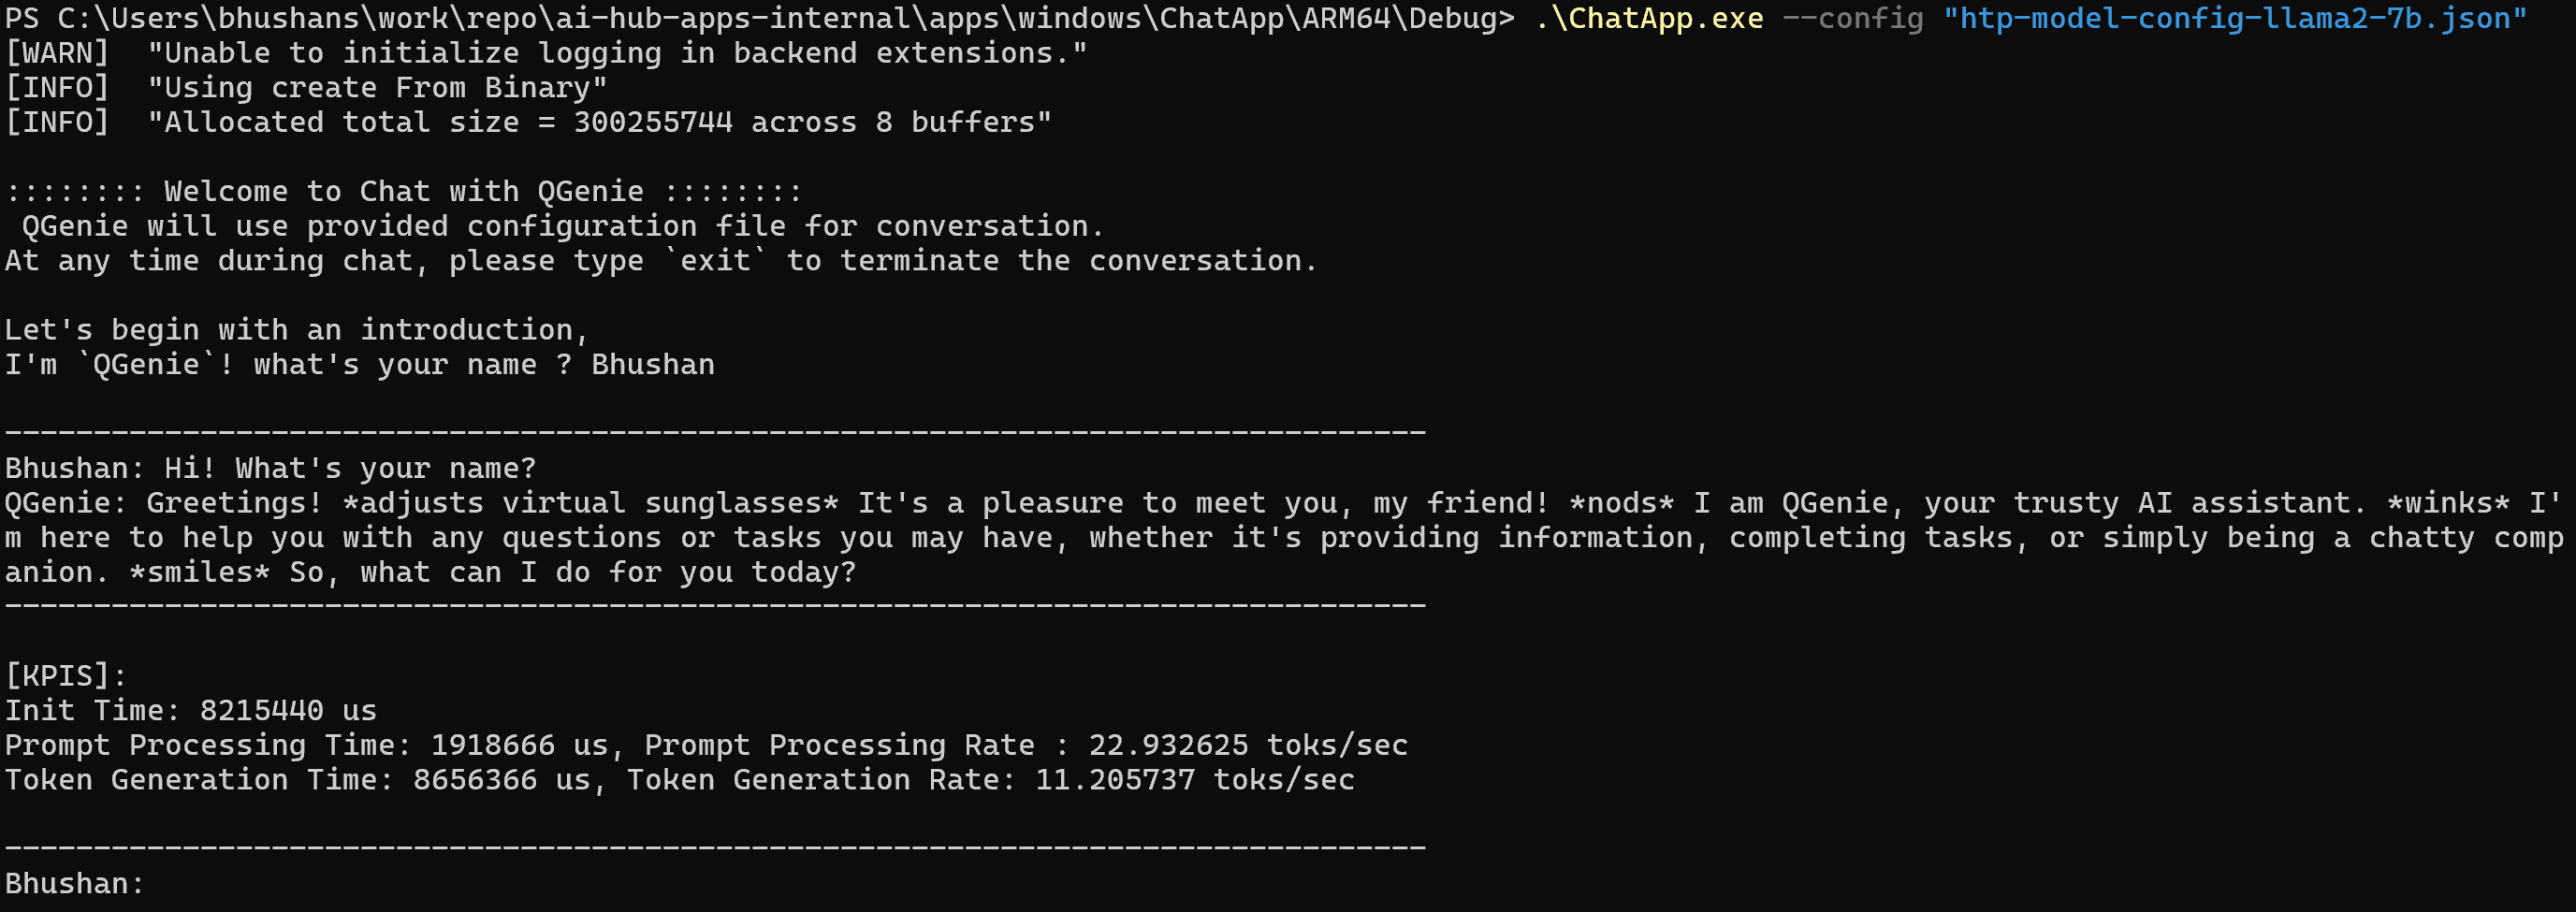 PS C:\Users\bhushans\work\repo\ai-hub-apps-internal\apps\windows\ChatApp\ARM64\Debug> .\ChatApp.exe --config "htp-model-config-llama2-7b.json"
[WARN]  "Unable to initialize logging in backend extensions."
[INFO]  "Using create From Binary"
[INFO]  "Allocated total size = 300255744 across 8 buffers"
:::::::: Welcome to Chat with QGenie ::::::::
 QGenie will use provided configuration file for conversation.
At any time during chat, please type `exit` to terminate the conversation.
Let's begin with an introduction,
I'm `QGenie`! what's your name ? Bhushan
--------------------------------------------------------------------------------
Bhushan: Hi! What's your name?
QGenie: Greetings! *adjusts virtual sunglasses* It's a pleasure to meet you, my friend! *nods* I am QGenie, your trusty AI assistant. *winks* I'
m here to help you with any questions or tasks you may have, whether it's providing information, completing tasks, or simply being a chatty comp
anion. *smiles* So, what can I do for you today?
--------------------------------------------------------------------------------
[KPIS]:
Init Time: 8215440 us
Prompt Processing Time: 1918666 us, Prompt Processing Rate : 22.932625 toks/sec
Token Generation Time: 8656366 us, Token Generation Rate: 11.205737 toks/sec
--------------------------------------------------------------------------------
Bhushan: